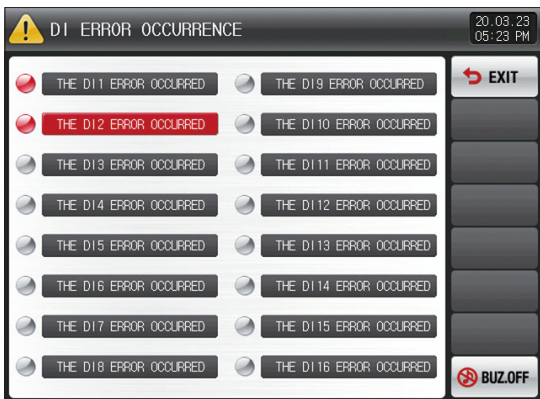 DI ERROR OCCURRENCE
20.03.23
05:23 PM
THE DI1 ERROR OCCURRED
THE DI2 ERROR OCCURRED
THE DI3 ERROR OCCURRED
THE DI4 ERROR OCCURRED
THE DI5 ERROR OCCURRED
THE DI6 ERROR OCCURRED
THE DI7 ERROR OCCURRED
THE DI8 ERROR OCCURRED
THE DI9 ERROR OCCURRED
THE DI10 ERROR OCCURRED
THE DI11 ERROR OCCURRED
THE DI12 ERROR OCCURRED
THE DI13 ERROR OCCURRED
THE DI14 ERROR OCCURRED
THE DI15 ERROR OCCURRED
THE DI16 ERROR OCCURRED
EXIT
BUZ.OFF